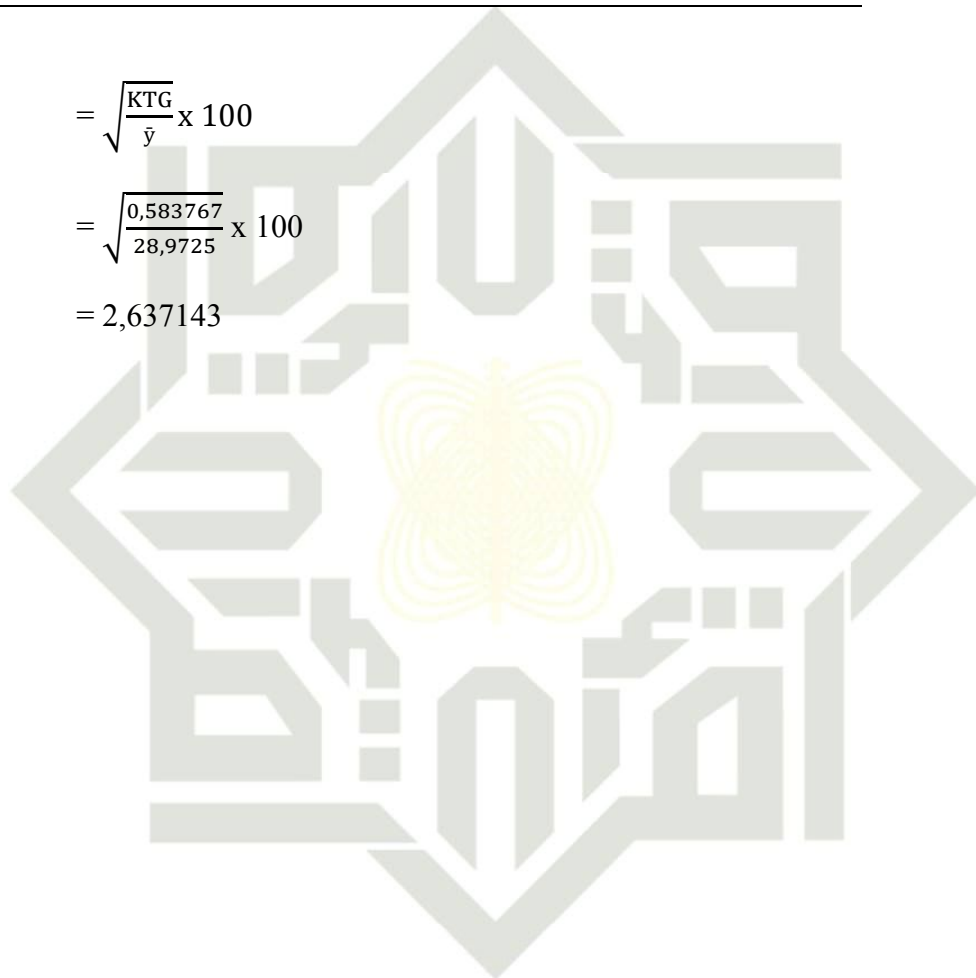 = √(KTG/ȳ) x 100
= √(0,583767/28,9725) x 100
= 2,637143